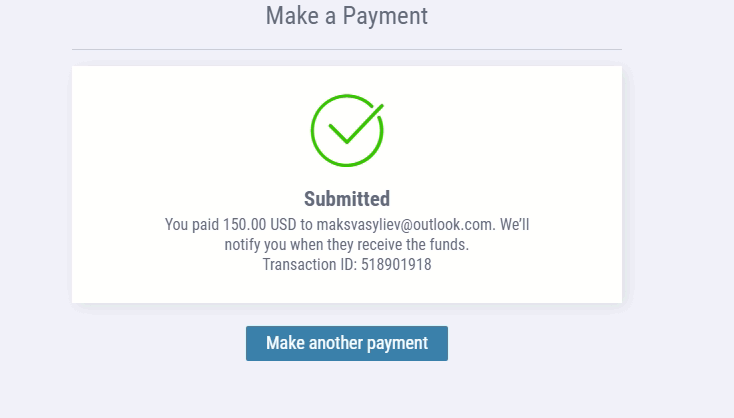 Make a Payment
Submitted
You paid 150.00 USD to maksvasyliev@outlook.com. We’ll
notify you when they receive the funds.
Transaction ID: 518901918
Make another payment